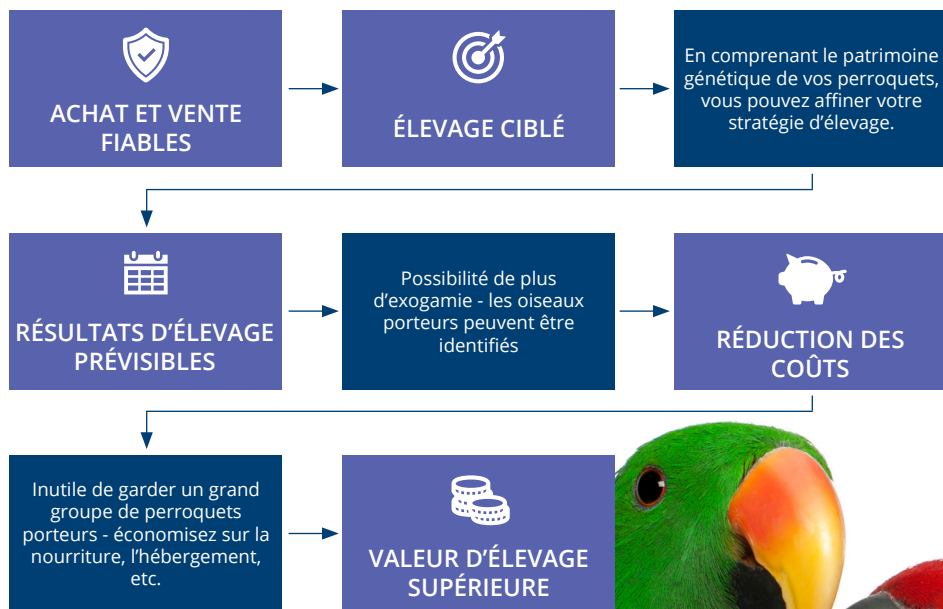 ACHAT ET VENTE
FIABLES
ÉLEVAGE CIBLÉ
En comprenant le patrimoine
génétique de vos perroquets,
vous pouvez affiner votre
stratégie d’élevage.
RÉSULTATS D’ÉLEVAGE
PRÉVISIBLES
Possibilité de plus
d’exogamie - les oiseaux
porteurs peuvent être
identifiés
RÉDUCTION DES
COÛTS
Inutile de garder un grand
groupe de perroquets
porteurs - économisez sur la
nourriture, l’hébergement,
etc.
VALEUR D’ÉLEVAGE
SUPÉRIEURE